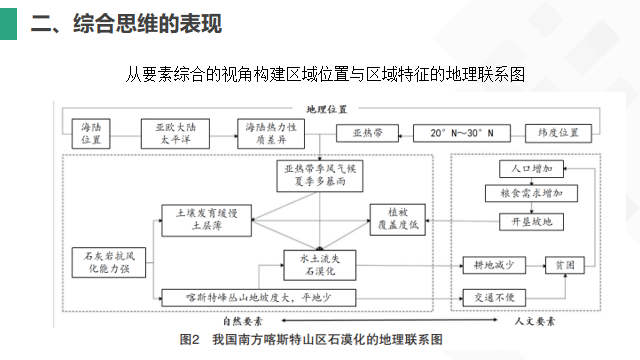 二、综合思维的表现
从要素综合的视角构建区域位置与区域特征的地理联系图
地理位置
海陆
位置
亚欧大陆
太平洋
海陆热力性
质差异
亚热带
20° N～30° N
纬度位置
亚热带季风气候
夏季多暴雨
人口增加
粮食需求增加
开垦坡地
土壤发育缓慢
土层薄
植被
覆盖度低
石灰岩抗风
化能力强
水土流失
石漠化
耕地减少
贫困
喀斯特峰丛山地坡度大，平地少
交通不便
自然要素
人文要素
图2 我国南方喀斯特山区石漠化的地理联系图